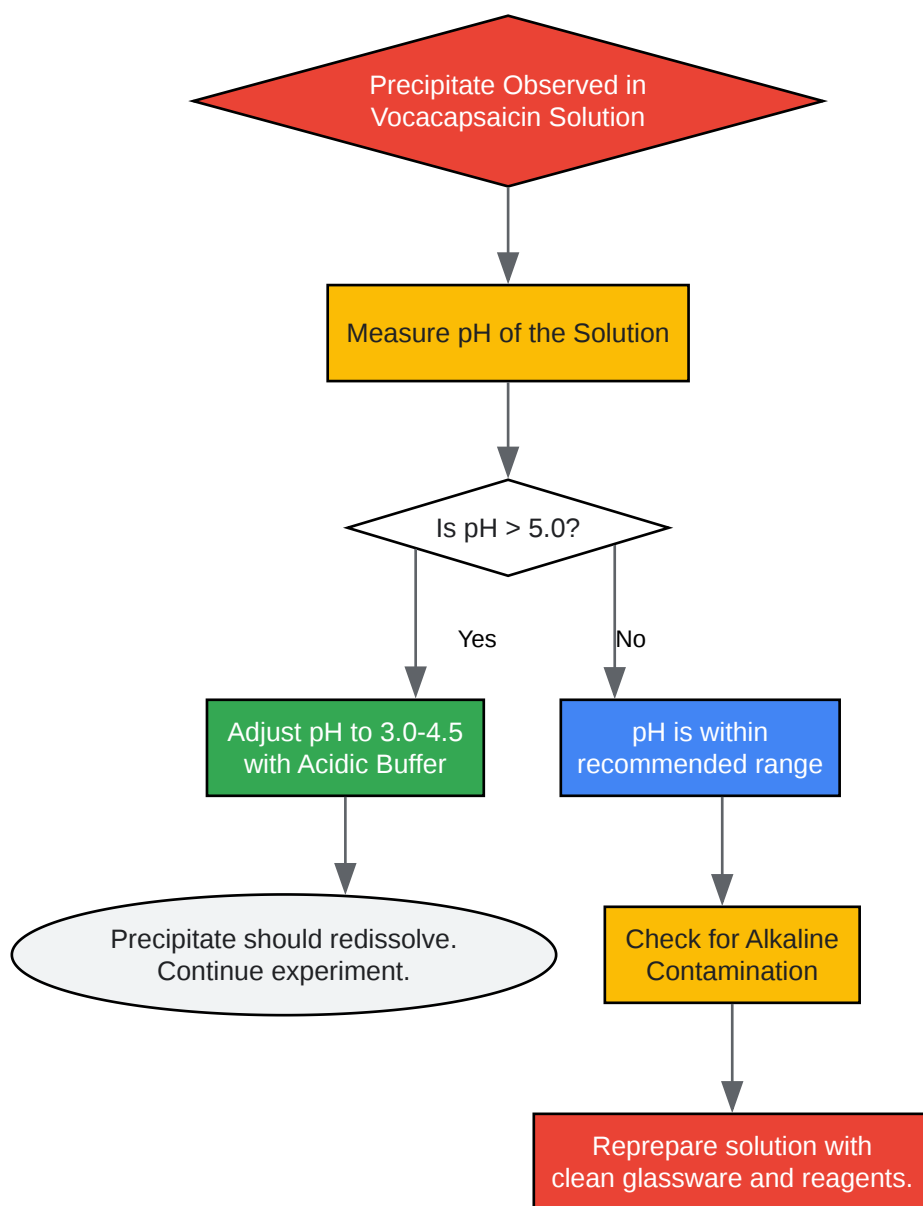 Precipitate Observed in
Vocacapsaicin Solution
Measure pH of the Solution
Is pH > 5.0?
Yes
No
Adjust pH to 3.0-4.5
with Acidic Buffer
pH is within
recommended range
Precipitate should redissolve.
Continue experiment.
Check for Alkaline
Contamination
Reprepare solution with
clean glassware and reagents.